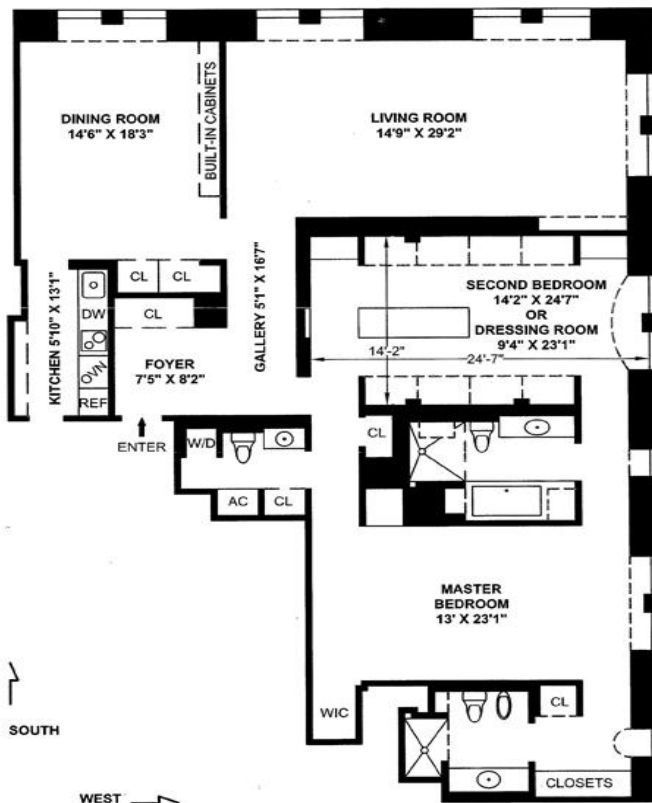 DINING ROOM
14'6" X 18'3"
BUILT-IN CABINETS
LIVING ROOM
14'9" X 29'2"
KITCHEN 5'10" X 13'1"
DW
OVN
REF
CL
CL
CL
FOYER
7'5" X 8'2"
GALLERY 5'1" X 16'7"
SECOND BEDROOM
14'2" X 24'7"
OR
DRESSING ROOM
9'4" X 23'1"
14'-2"
24'-7"
ENTER
W/D
AC
CL
CL
MASTER
BEDROOM
13' X 23'1"
WIC
CL
CLOSETS
SOUTH
WEST